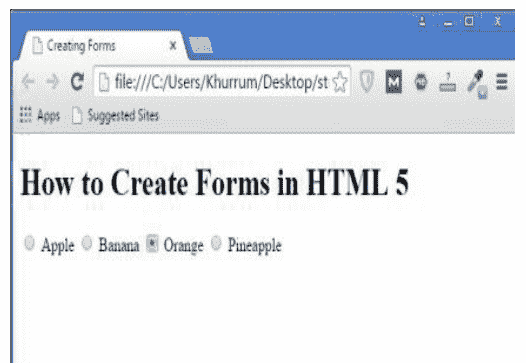 Creating Forms
file:///C:/Users/Khurrum/Desktop/st
Apps Suggested Sites
How to Create Forms in HTML 5
Apple Banana Orange Pineapple